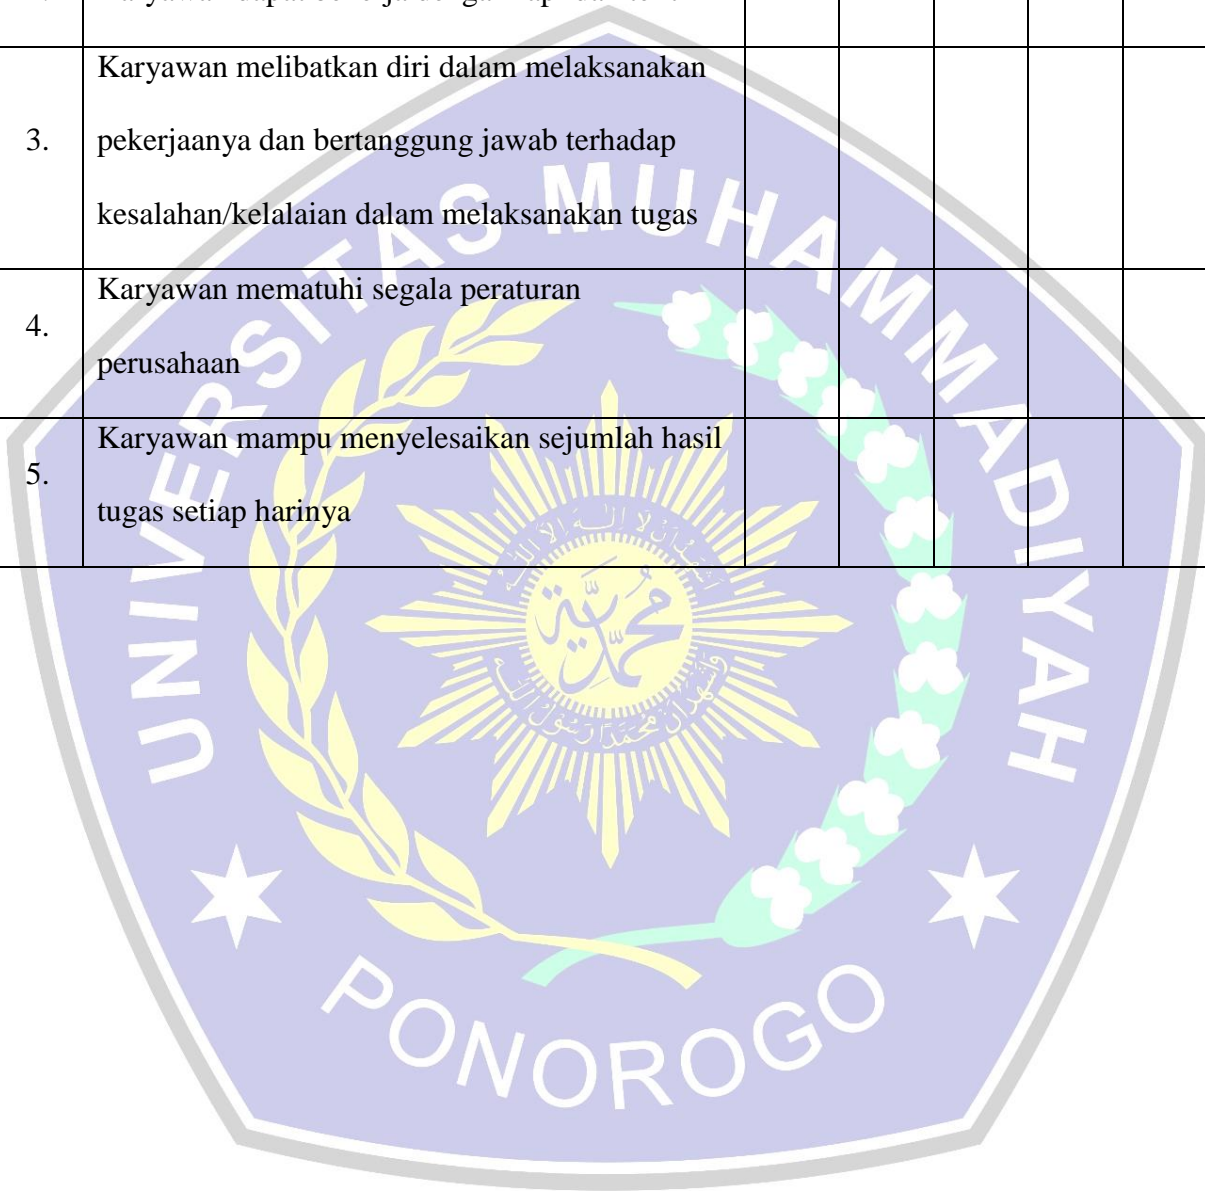 3.
Karyawan melibatkan diri dalam melaksanakan
pekerjaanya dan bertanggung jawab terhadap
kesalahan/kelalaian dalam melaksanakan tugas
4.
Karyawan mematuhi segala peraturan
perusahaan
5.
Karyawan mampu menyelesaikan sejumlah hasil
tugas setiap harinya
UNIVERSITAS MUHAMMADIYAH
PONOROGO
محمدية